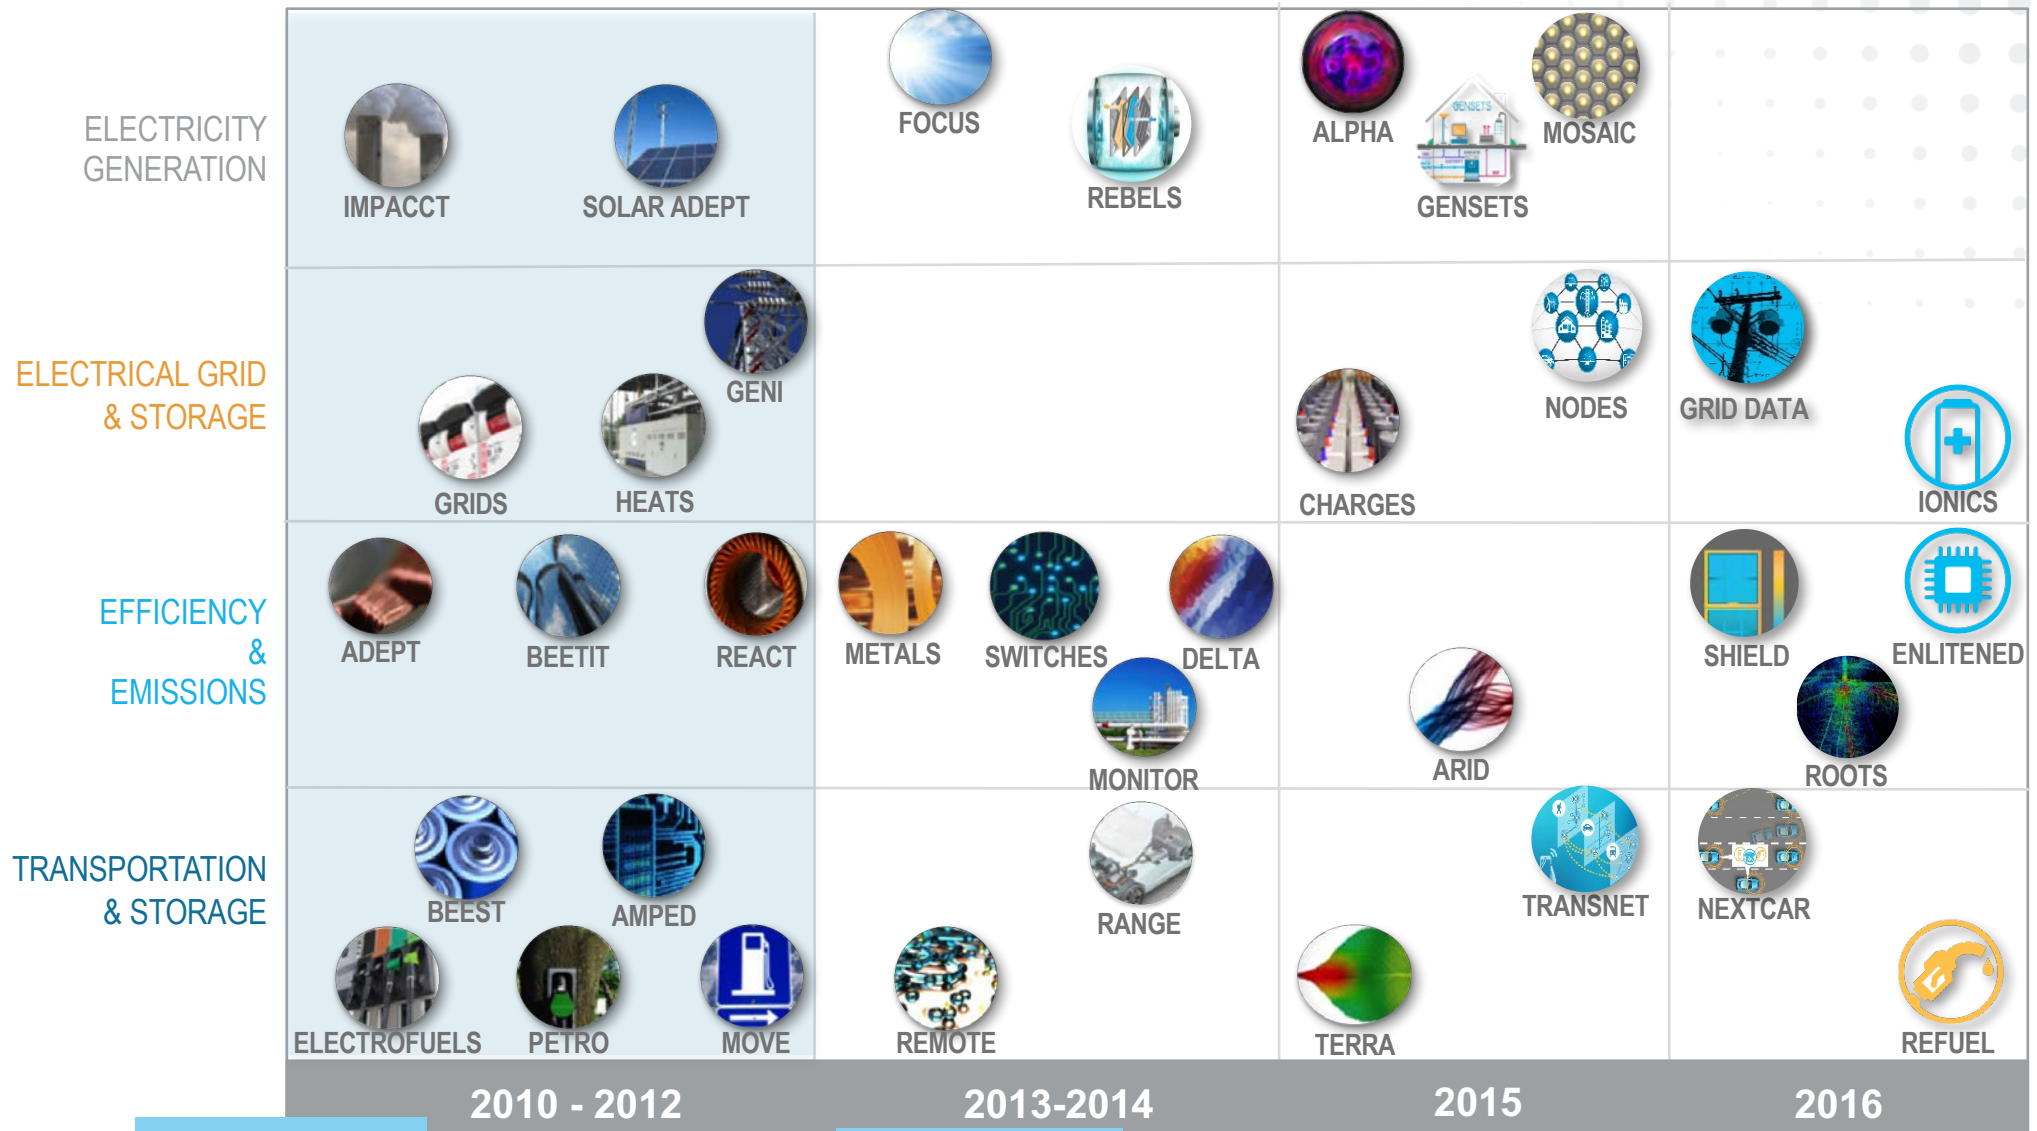 ELECTRICITY
GENERATION
IMPACCT
SOLAR ADEPT
FOCUS
REBELS
ALPHA
GENSETS
GENSETS
MOSAIC
ELECTRICAL GRID
& STORAGE
GRIDS
HEATS
GENI
CHARGES
NODES
GRID DATA
IONICS
EFFICIENCY
&
EMISSIONS
ADEPT
BEETIT
REACT
METALS
SWITCHES
DELTA
MONITOR
ARID
SHIELD
ENLITENED
ROOTS
TRANSPORTATION
& STORAGE
BEEST
AMPED
ELECTROFUELS
PETRO
MOVE
RANGE
REMOTE
TRANSNET
TERRA
NEXTCAR
REFUEL
2010 - 2012
2013-2014
2015
2016